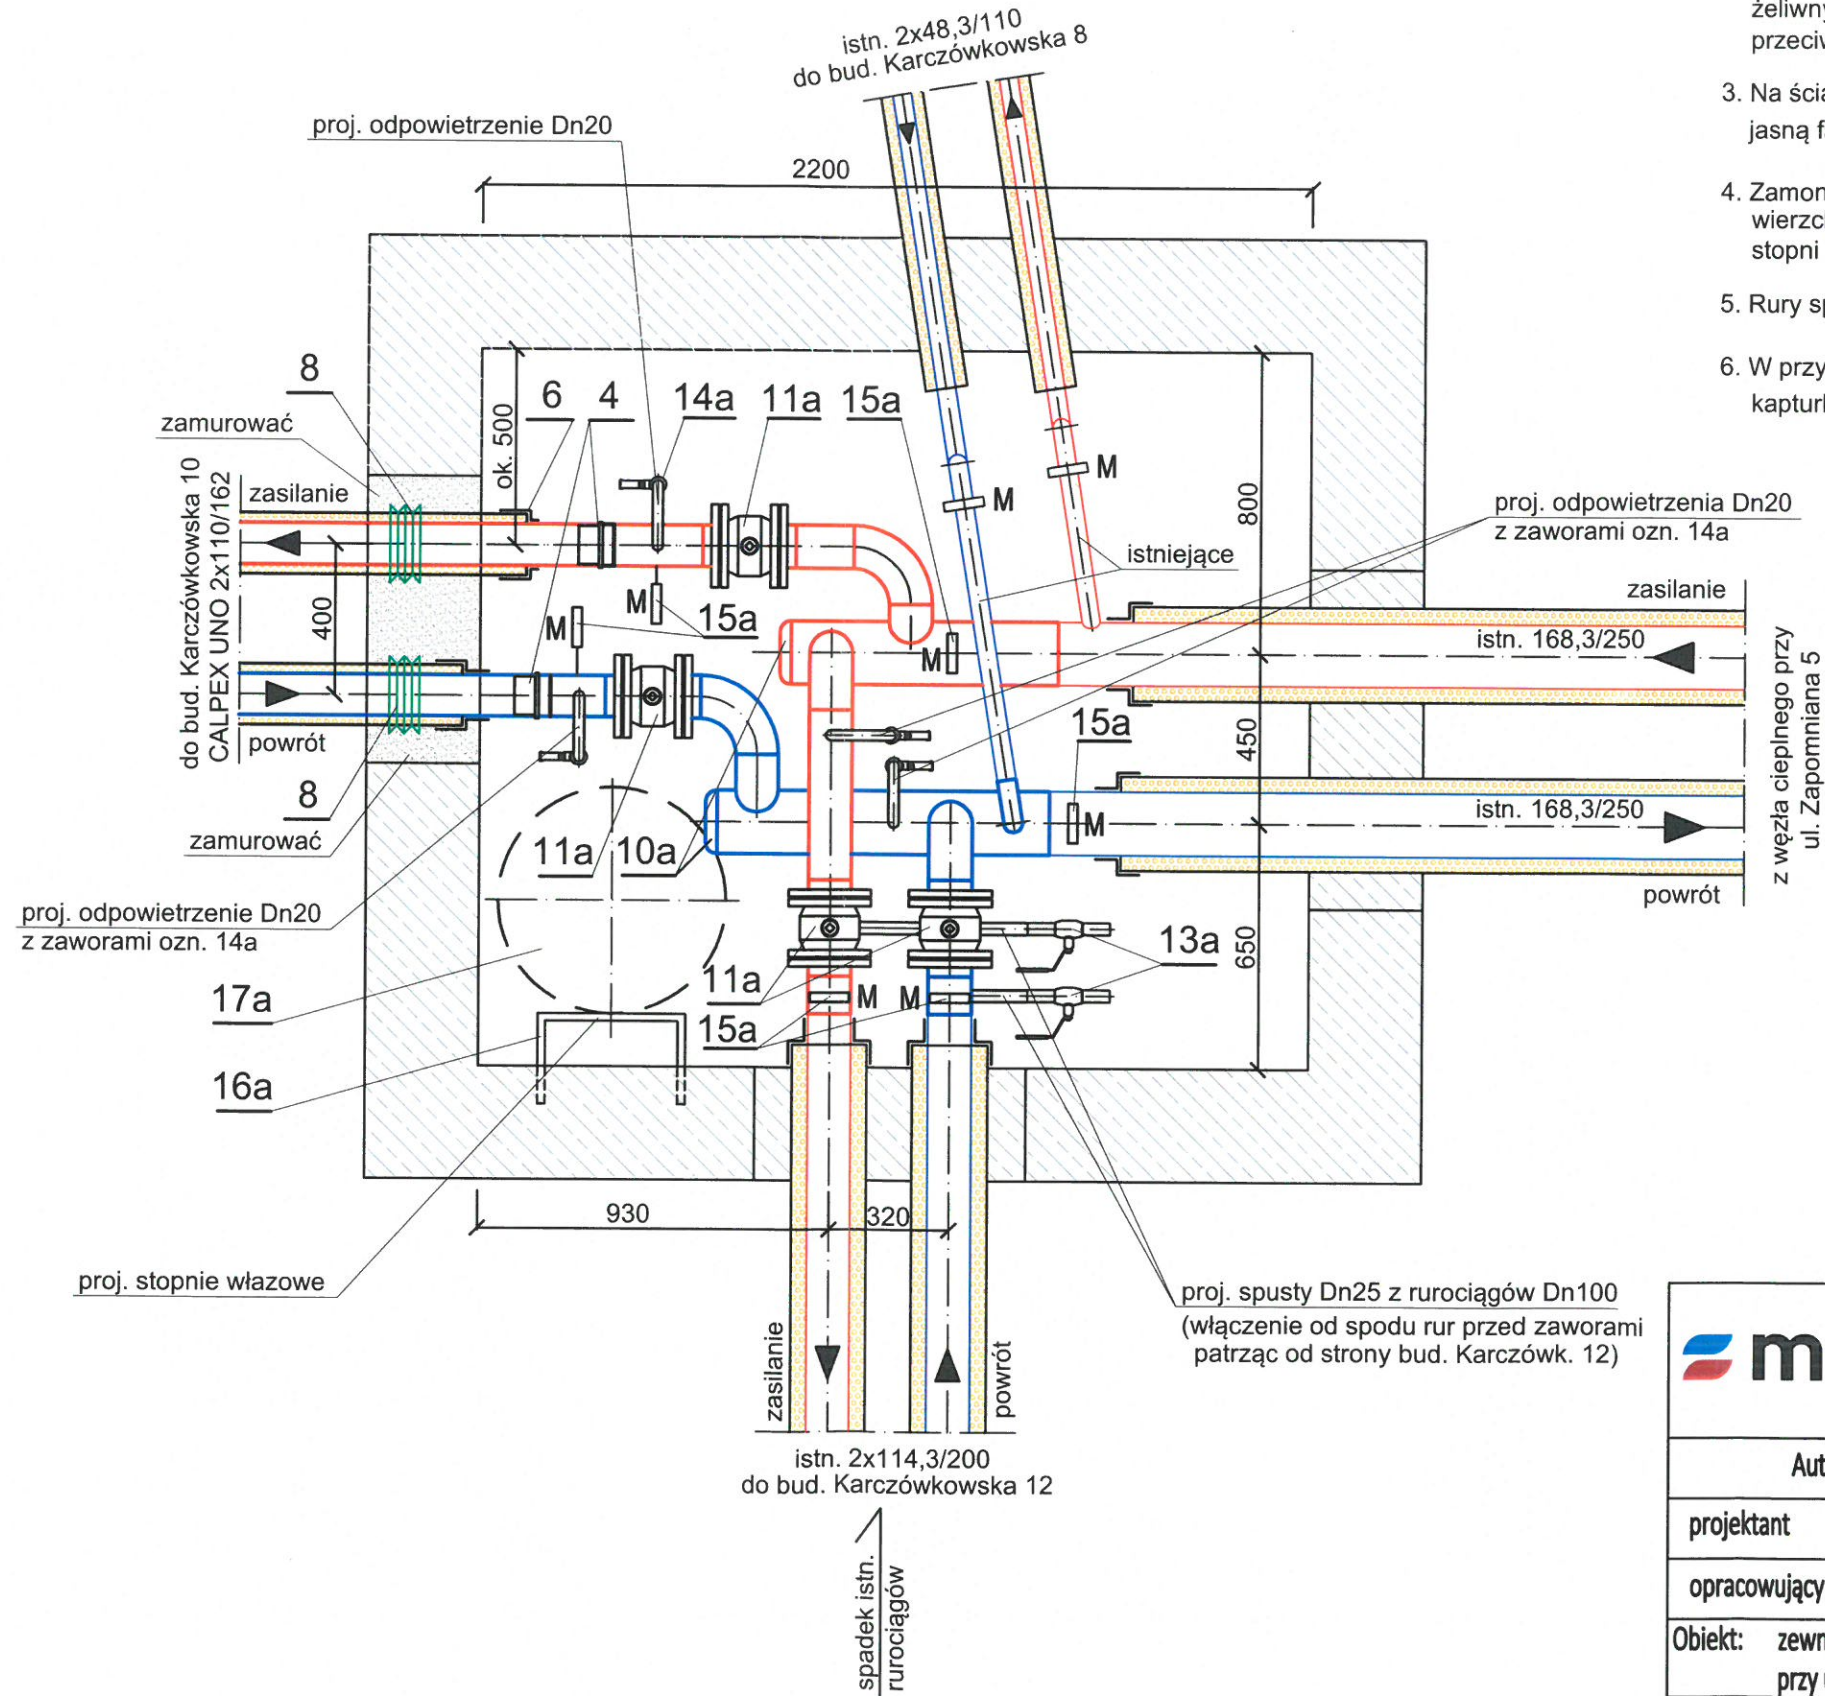 istn. 2x48,3/110
do bud. Karczówkowska 8
proj. odpowietrzenie Dn20
2200
3. Na
jasną
4.
stopni
5. Rury
6. W
8
6
4
14a
11a
15a
zamurować
ok. 500
do bud. Karczówkowska 10
CALPEX UNO 2x110/162
zasilanie
M
M
800
proj. odpowietrzenia Dn20
z zaworami ozn. 14a
istniejące
zasilanie
400
M
M
15a
M
istn. 168,3/250
z węzła cieplnego przy
ul. Zapomniana 5
powrót
15a
450
8
M
istn. 168,3/250
zamurować
11a
10a
powrót
proj. odpowietrzenie Dn20
z zaworami ozn. 14a
13a
650
17a
11a
M
M
15a
16a
930
320
proj. stopnie włazowe
proj. spusty Dn25 z rurociągów Dn100
(włączenie od spodu rur przed zaworami
patrząc od strony bud. Karczówk. 12)
zasilanie
powrót
m
istn. 2x114,3/200
do bud. Karczówkowska 12
projektant
spadek istn.
rurociągów
opracowujący
Obiekt:
przy